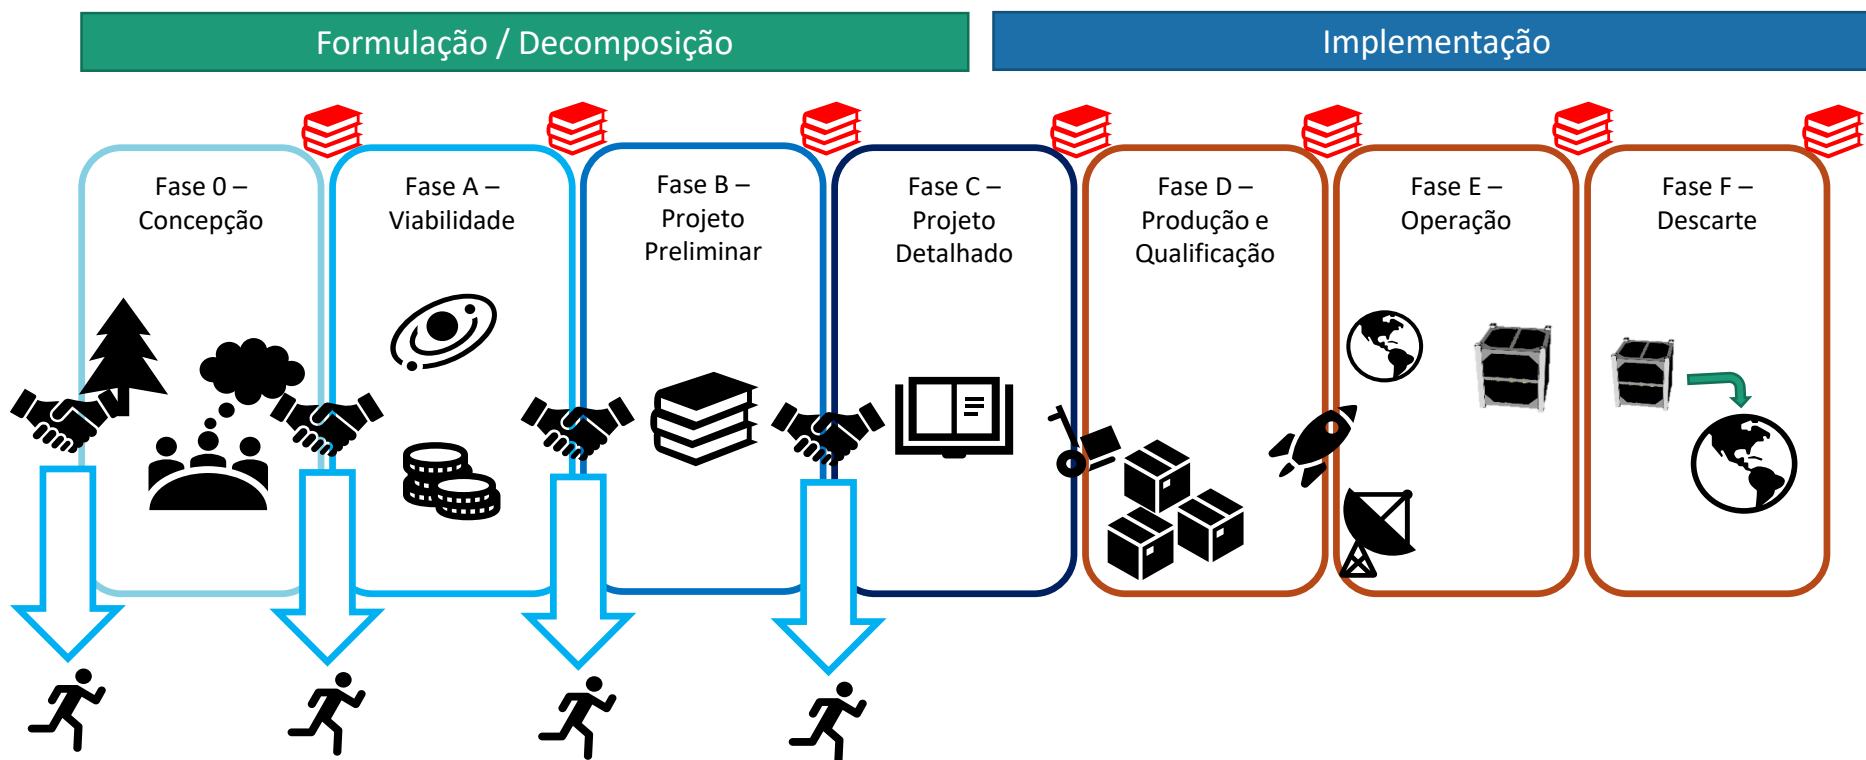 Formulação / Decomposição
Implementação
Fase 0 –
Concepção
Fase A –
Viabilidade
Fase B –
Projeto
Preliminar
Fase C –
Projeto
Detalhado
Fase D –
Produção e
Qualificação
Fase E –
Operação
Fase F –
Descarte